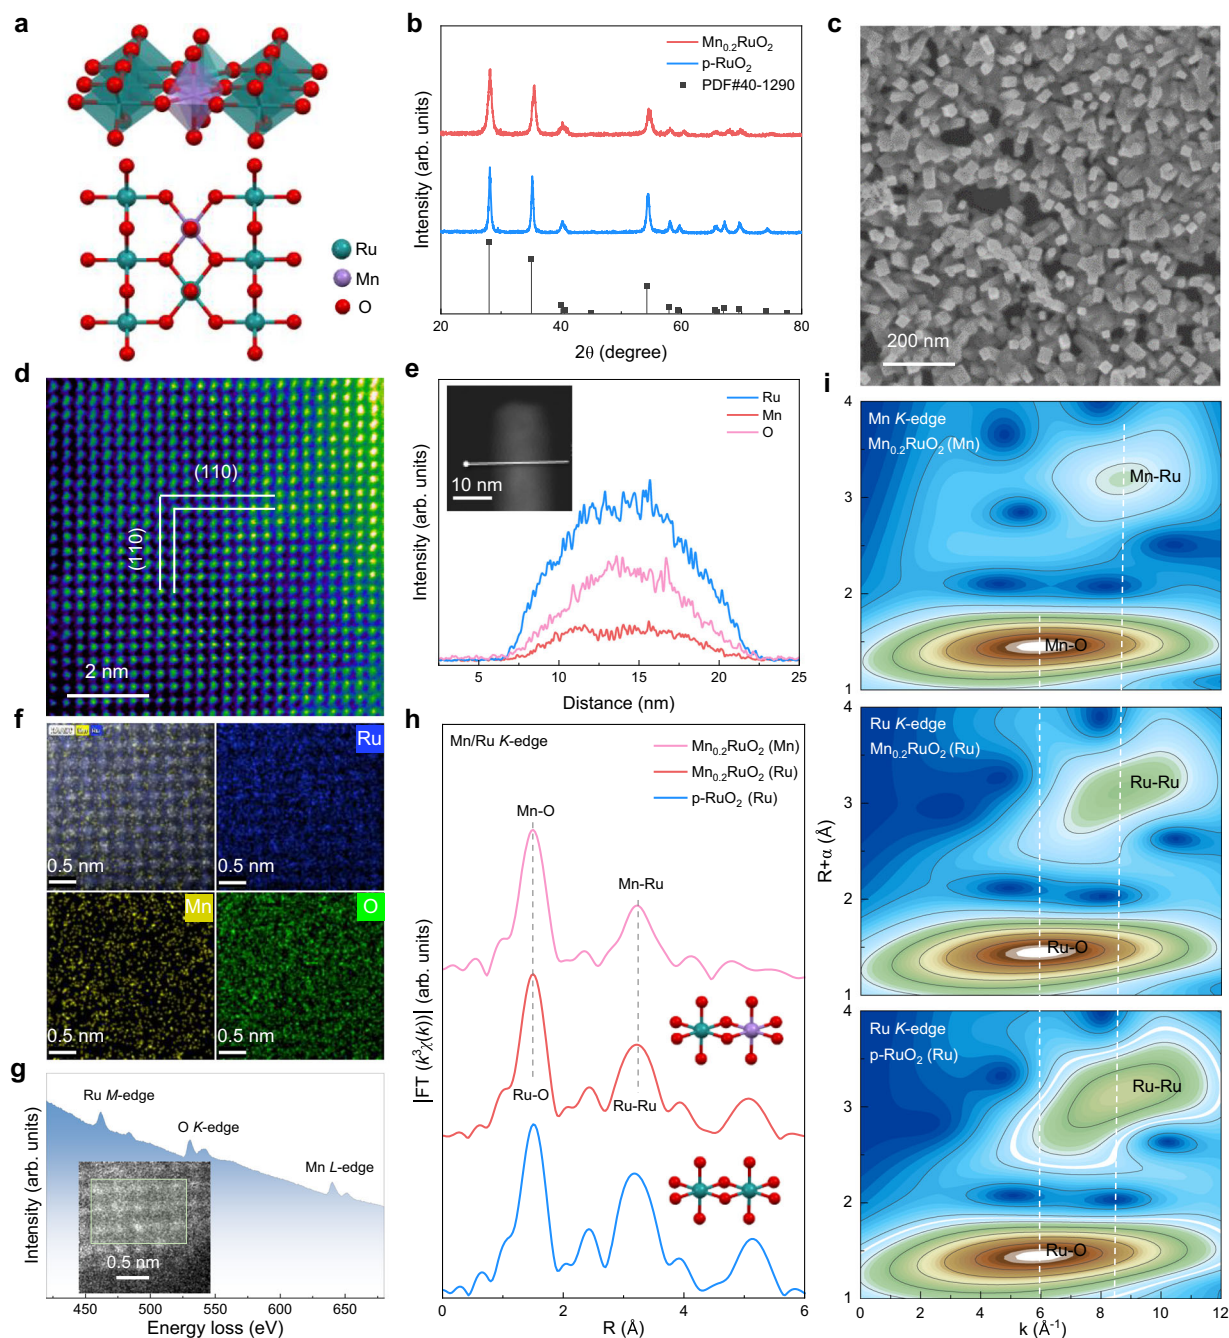 a
Ru
Mn
O
b
Mn0.2RuO2
p-RuO2
PDF#40-1290
Intensity (arb. units)
20 40 60 80
2θ (degree)
c
200 nm
d
(110)
(110)
2 nm
e
Ru
Mn
O
10 nm
Intensity (arb. units)
5 10 15 20 25
Distance (nm)
f
Ru
0.5 nm
0.5 nm
Mn
O
0.5 nm
0.5 nm
g
Ru M-edge
O K-edge
Mn L-edge
Intensity (arb. units)
0.5 nm
450 500 550 600 650
Energy loss (eV)
h
Mn/Ru K-edge
Mn0.2RuO2 (Mn)
Mn0.2RuO2 (Ru)
p-RuO2 (Ru)
Mn-O
Mn-Ru
Ru-O
Ru-Ru
|FT (k³χ(k))| (arb. units)
0 2 4 6
R (Å)
i
Mn K-edge
Mn0.2RuO2 (Mn)
Mn-Ru
Mn-O
4
3
2
1
Ru K-edge
Mn0.2RuO2 (Ru)
Ru-Ru
Ru-O
4
3
2
1
R+α (Å)
Ru K-edge
p-RuO2 (Ru)
Ru-Ru
Ru-O
4
3
2
1
0 2 4 6 8 10 12
k (Å⁻¹)